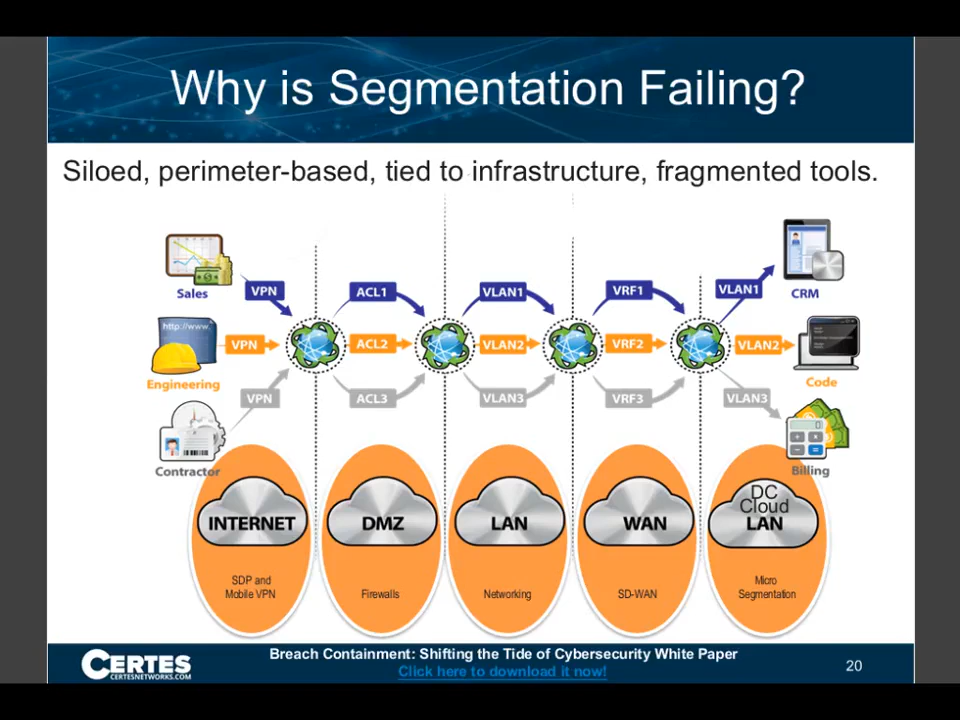 Why is Segmentation Failing?
Siloed, perimeter-based, tied to infrastructure, fragmented tools.
Sales
VPN
ACL1
VLAN1
VRF1
VLAN1
CRM
http://www.
Engineering
VPN
ACL2
VLAN2
VRF2
VLAN2
Code
Contractor
VPN
ACL3
VLAN3
VRF3
VLAN3
Billing
INTERNET
DMZ
LAN
WAN
DC
Cloud
LAN
SDP and
Mobile VPN
Firewalls
Networking
SD-WAN
Micro
Segmentation
CERTES
CERTESNETWORKS.COM
Breach Containment: Shifting the Tide of Cybersecurity White Paper
Click here to download it now!
20